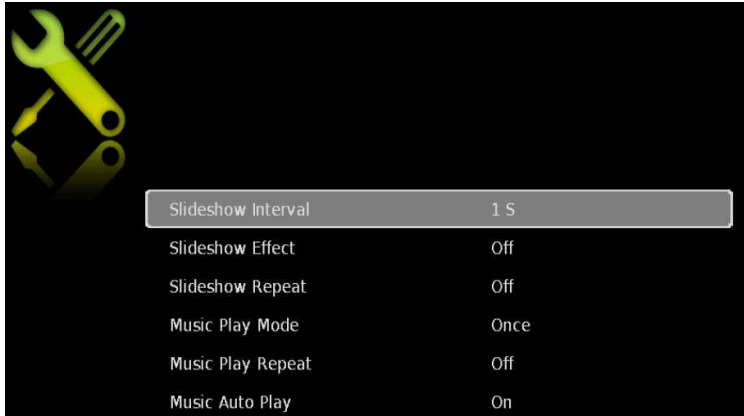 Slideshow Interval 1 S
Slideshow Effect Off
Slideshow Repeat Off
Music Play Mode Once
Music Play Repeat Off
Music Auto Play On